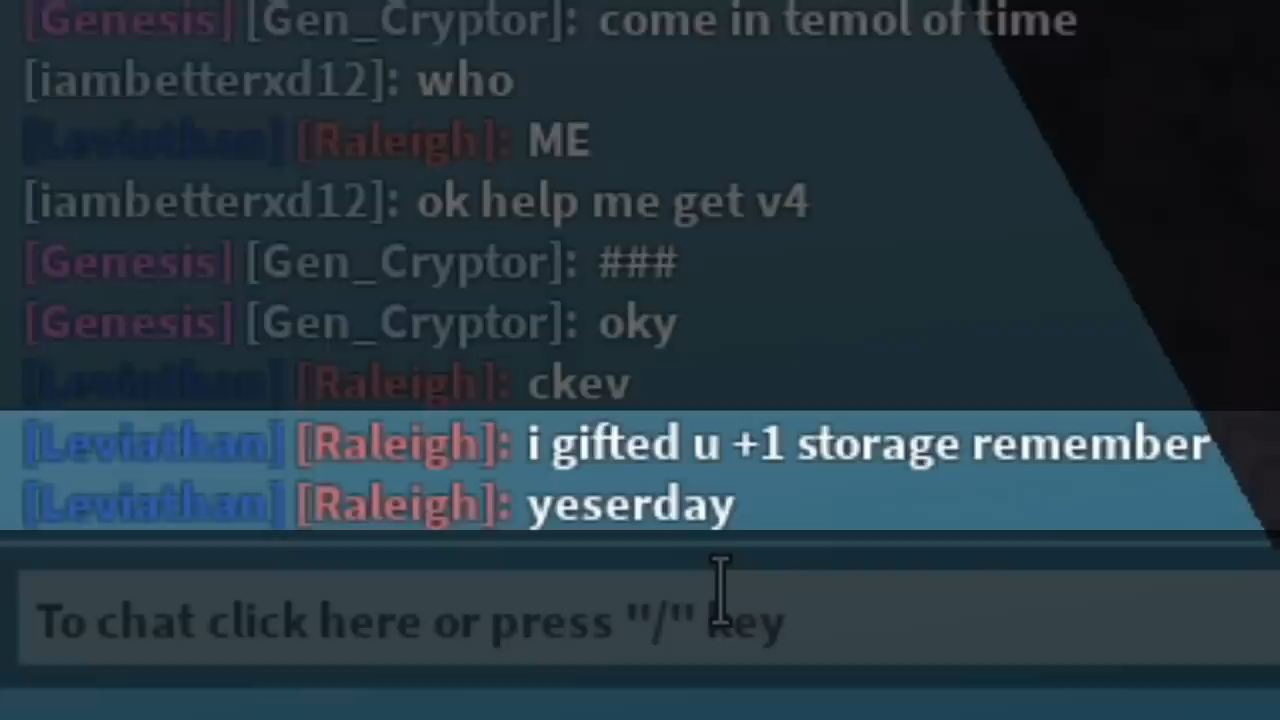 [Genesis] [Gen_Cryptor]: come in temol of time
[iambetterxd12]: who
[Leviathan] [Raleigh]: ME
[iambetterxd12]: ok help me get v4
[Genesis] [Gen_Cryptor]: ###
[Genesis] [Gen_Cryptor]: oky
[Leviathan] [Raleigh]: ckev
[Leviathan] [Raleigh]: i gifted u +1 storage remember
[Leviathan] [Raleigh]: yeserday
To chat click here or press "/" key